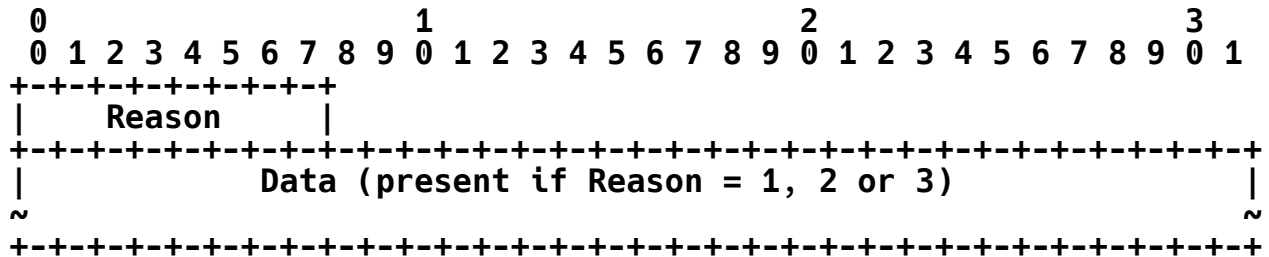 0                   1                   2                   3
 0 1 2 3 4 5 6 7 8 9 0 1 2 3 4 5 6 7 8 9 0 1 2 3 4 5 6 7 8 9 0 1
+-+-+-+-+-+-+-+-+
|    Reason     |
+-+-+-+-+-+-+-+-+-+-+-+-+-+-+-+-+-+-+-+-+-+-+-+-+-+-+-+-+-+-+-+-+
|            Data (present if Reason = 1, 2 or 3)               |
~                                                               ~
+-+-+-+-+-+-+-+-+-+-+-+-+-+-+-+-+-+-+-+-+-+-+-+-+-+-+-+-+-+-+-+-+